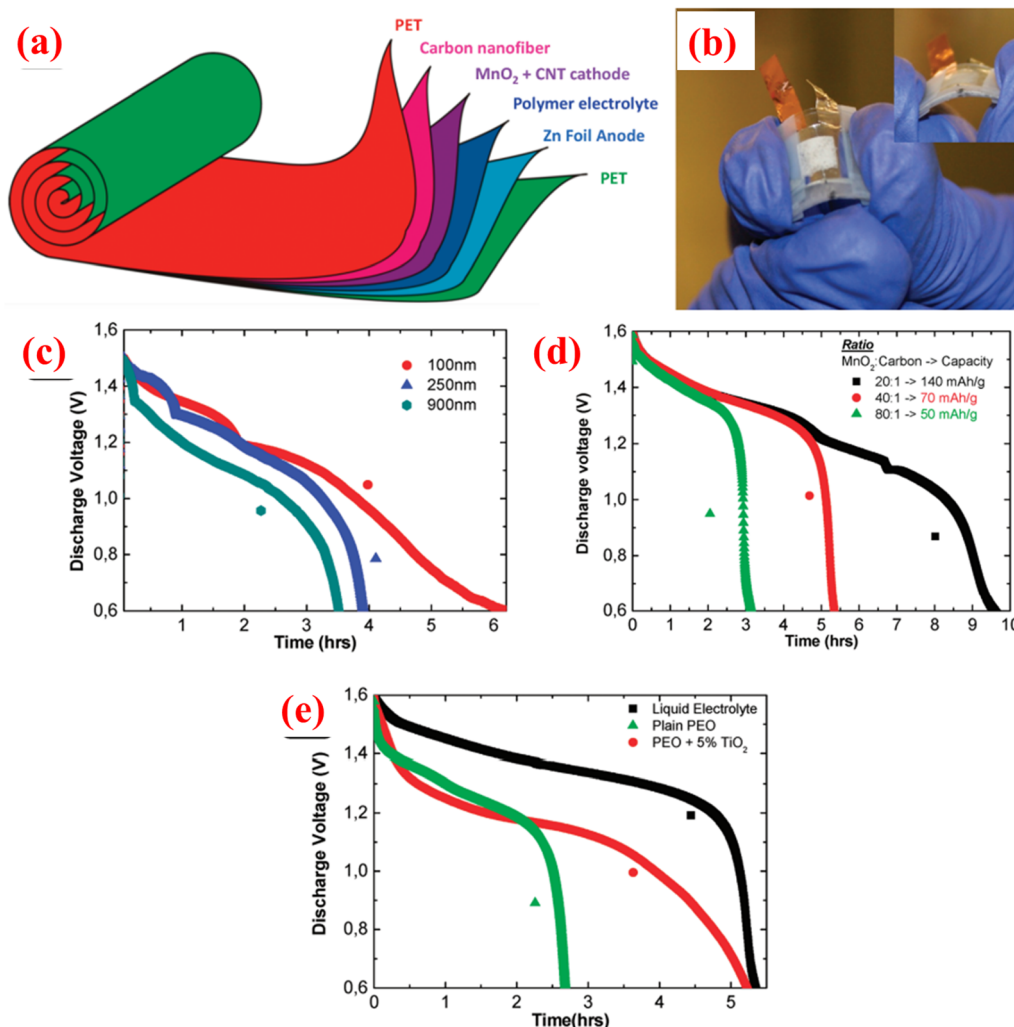 (a)
PET
Carbon nanofiber
MnO₂ + CNT cathode
Polymer electrolyte
Zn Foil Anode
PET
(b)
(c)
1,6
1,4
1,2
1,0
0,8
0,6
Discharge Voltage (V)
100nm
250nm
900nm
1 2 3 4 5 6
Time (hrs)
(d)
1,6
1,4
1,2
1,0
0,8
0,6
Discharge voltage (V)
Ratio
MnO₂:Carbon -> Capacity
20:1 -> 140 mAh/g
40:1 -> 70 mAh/g
80:1 -> 50 mAh/g
0 1 2 3 4 5 6 7 8 9 10
Time (hrs)
(e)
1,6
1,4
1,2
1,0
0,8
0,6
Discharge Voltage (V)
Liquid Electrolyte
Plain PEO
PEO + 5% TiO₂
0 1 2 3 4 5
Time(hrs)